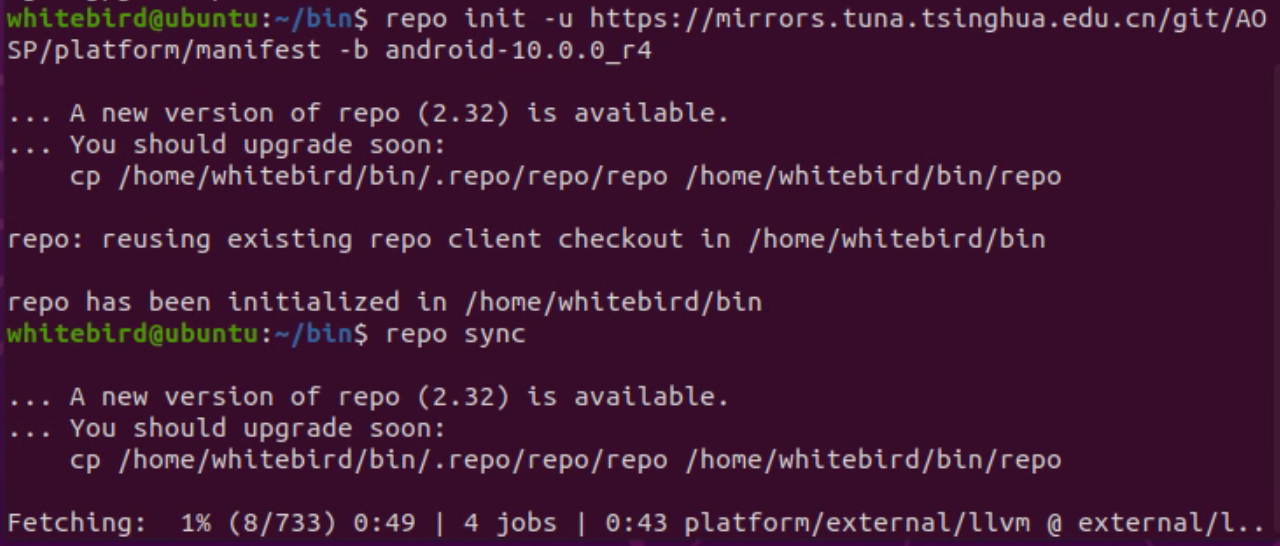 whitebird@ubuntu:~/bin$ repo init -u https://mirrors.tuna.tsinghua.edu.cn/git/AO
SP/platform/manifest -b android-10.0.0_r4
... A new version of repo (2.32) is available.
... You should upgrade soon:
    cp /home/whitebird/bin/.repo/repo/repo /home/whitebird/bin/repo
repo: reusing existing repo client checkout in /home/whitebird/bin
repo has been initialized in /home/whitebird/bin
whitebird@ubuntu:~/bin$ repo sync
... A new version of repo (2.32) is available.
... You should upgrade soon:
    cp /home/whitebird/bin/.repo/repo/repo /home/whitebird/bin/repo
Fetching:  1% (8/733) 0:49 | 4 jobs | 0:43 platform/external/llvm @ external/l..